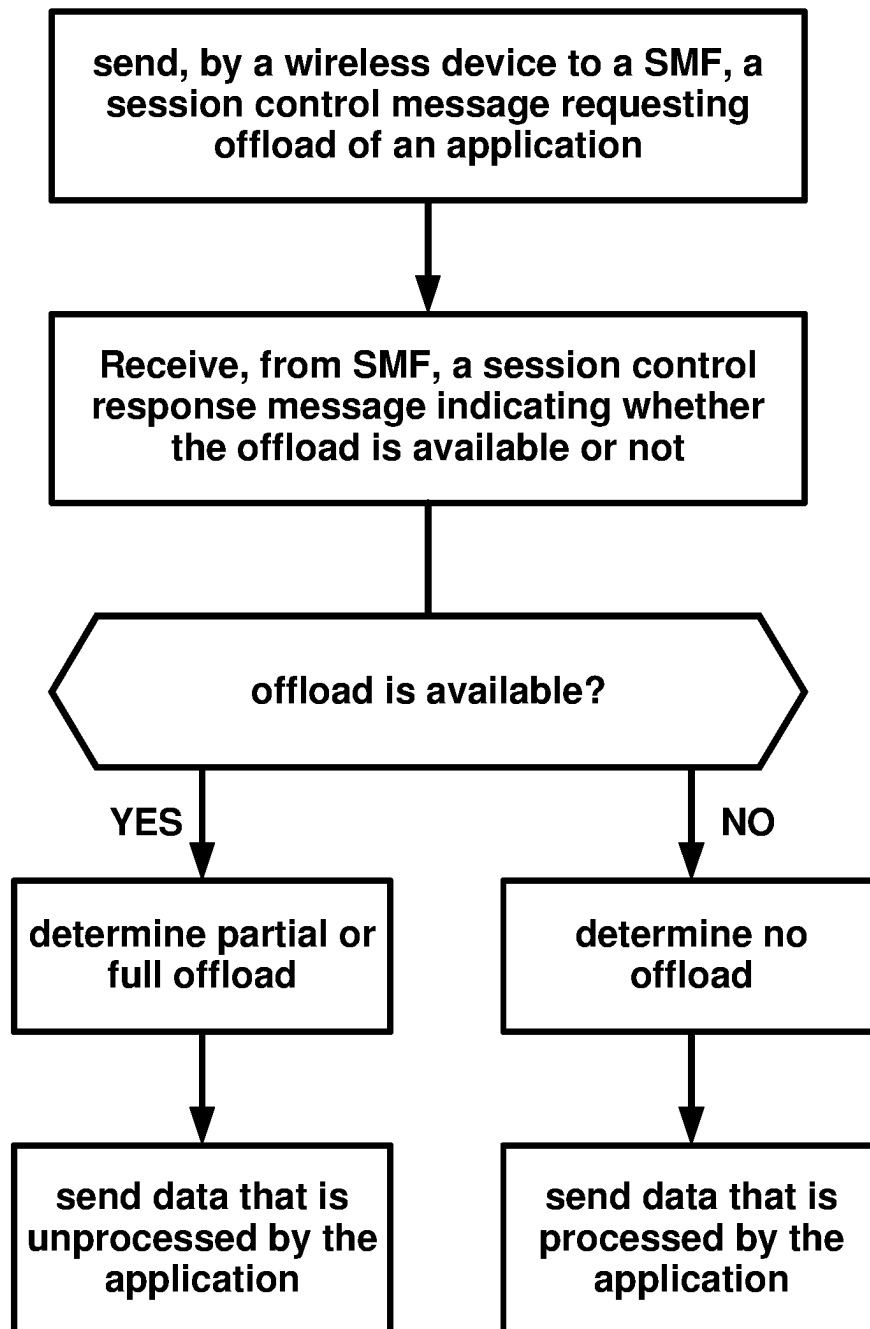 send, by a wireless device to a SMF, a
session control message requesting
offload of an application
Receive, from SMF, a session control
response message indicating whether
the offload is available or not
offload is available?
YES
NO
determine partial or
full offload
determine no
offload
send data that is
unprocessed by the
application
send data that is
processed by the
application